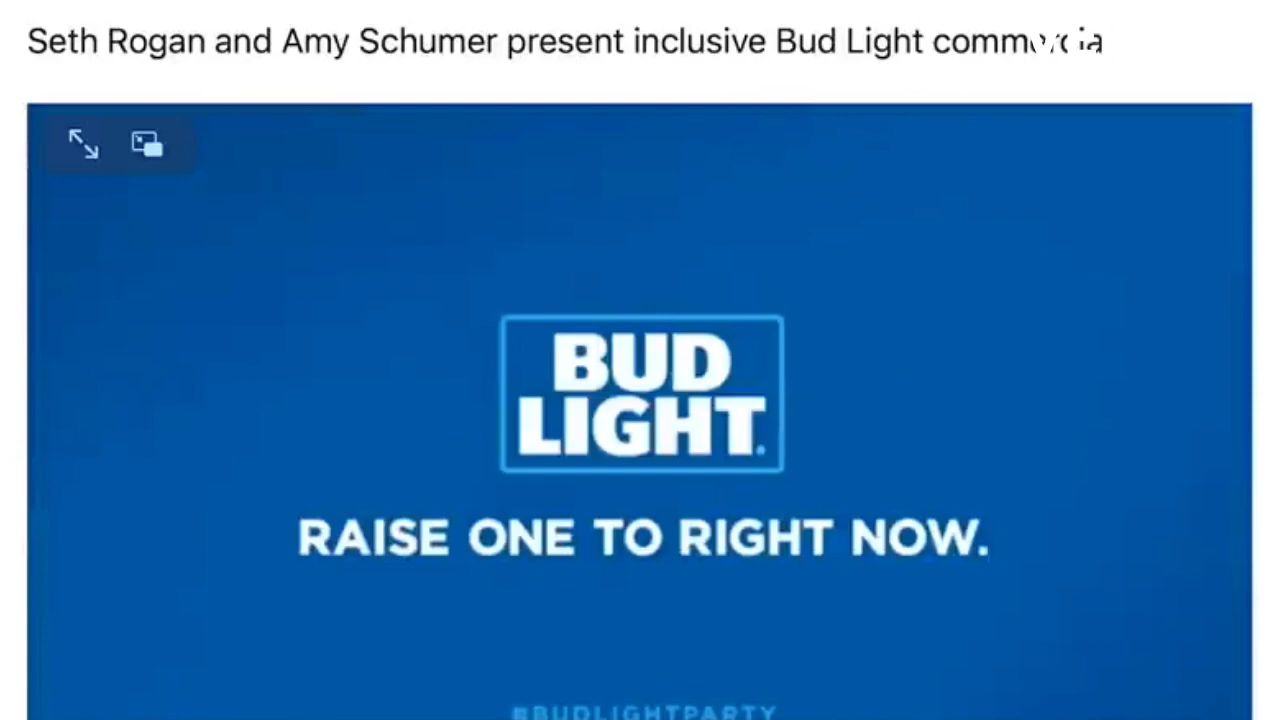 Seth Rogan and Amy Schumer present inclusive Bud Light
BUD
LIGHT.
RAISE ONE TO RIGHT NOW.
#BUDLIGHTPARTY